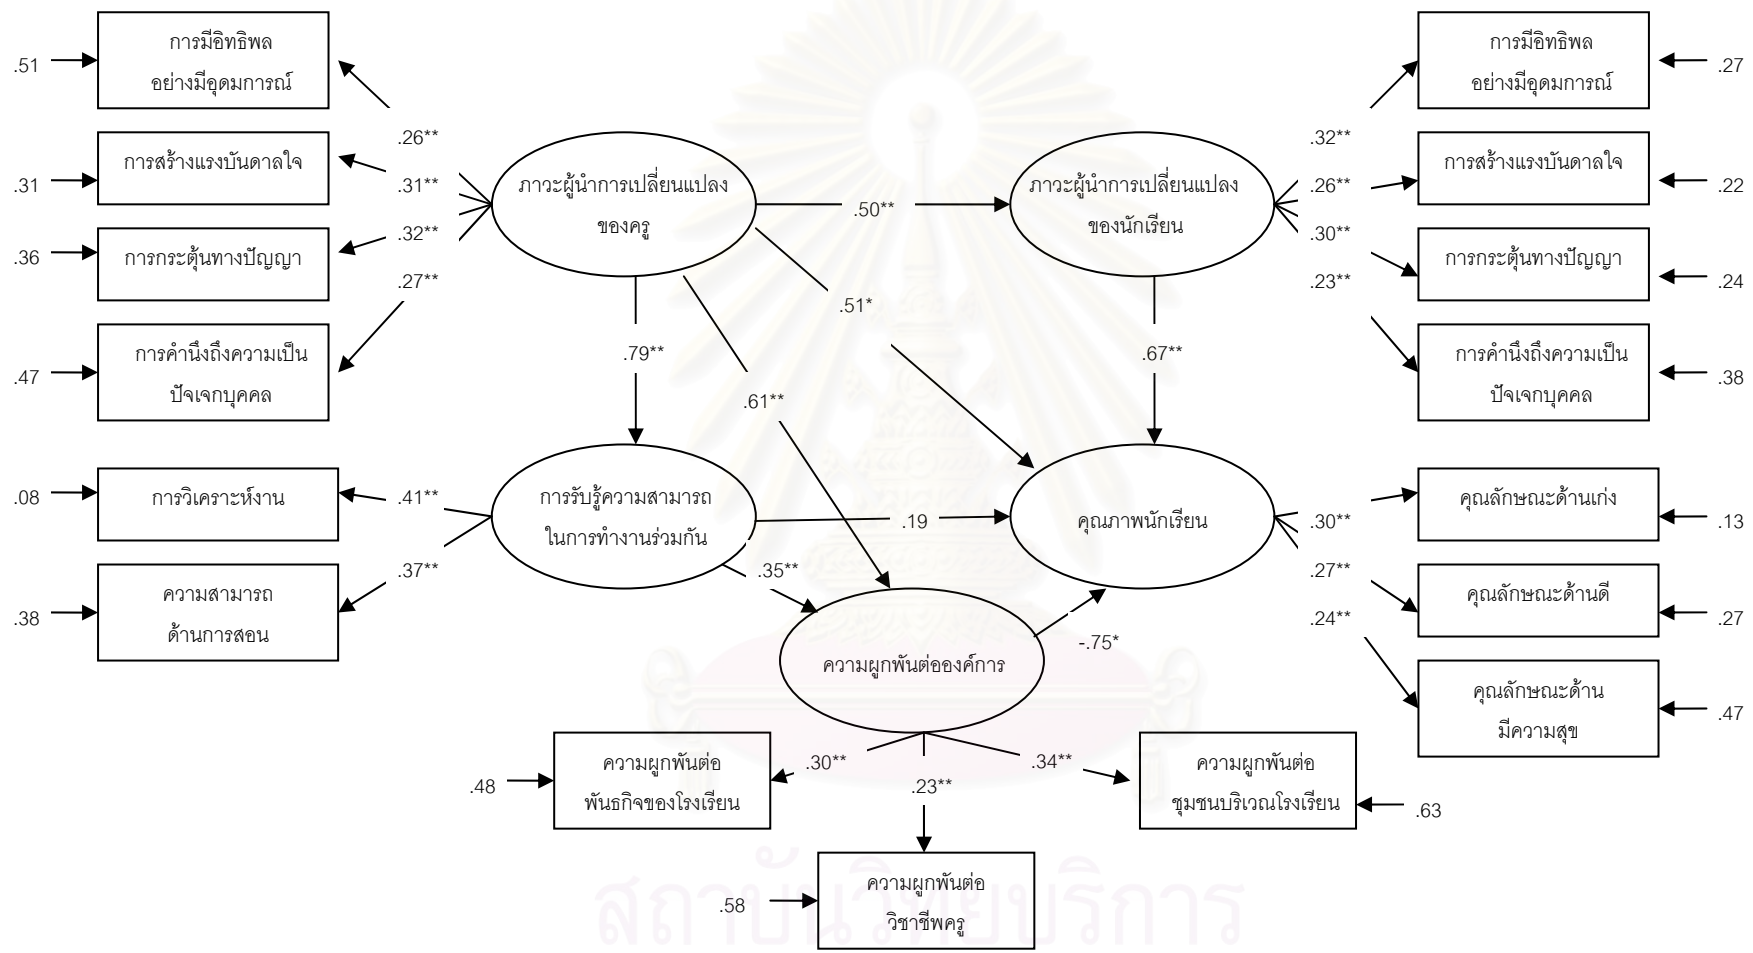 การมีอิทธิพล
อย่างมีอุดมการณ์
.51
.26**
การสร้างแรงบันดาลใจ
.31
.31**
การกระตุ้นทางปัญญา
.36
.32**
การคำนึงถึงความเป็น
ปัจเจกบุคคล
.47
.27**
ภาวะผู้นำการเปลี่ยนแปลง
ของครู
.50**
ภาวะผู้นำการเปลี่ยนแปลง
ของนักเรียน
การมีอิทธิพล
อย่างมีอุดมการณ์
.27
.32**
การสร้างแรงบันดาลใจ
.22
.26**
การกระตุ้นทางปัญญา
.24
.30**
การคำนึงถึงความเป็น
ปัจเจกบุคคล
.38
.23**
.51*
.79**
.61**
.67**
การวิเคราะห์งาน
.08
.41**
ความสามารถ
ด้านการสอน
.38
.37**
การรับรู้ความสามารถ
ในการทำงานร่วมกัน
.19
.35**
คุณภาพนักเรียน
คุณลักษณะด้านเก่ง
.13
.30**
คุณลักษณะด้านดี
.27
.27**
คุณลักษณะด้าน
มีความสุข
.47
.24**
ความผูกพันต่อองค์การ
-.75*
ความผูกพันต่อ
พันธกิจของโรงเรียน
.48
.30**
.23**
.34**
ความผูกพันต่อ
ชุมชนบริเวณโรงเรียน
.63
ความผูกพันต่อ
วิชาชีพครู
.58
สถาบันวิทยบริการ